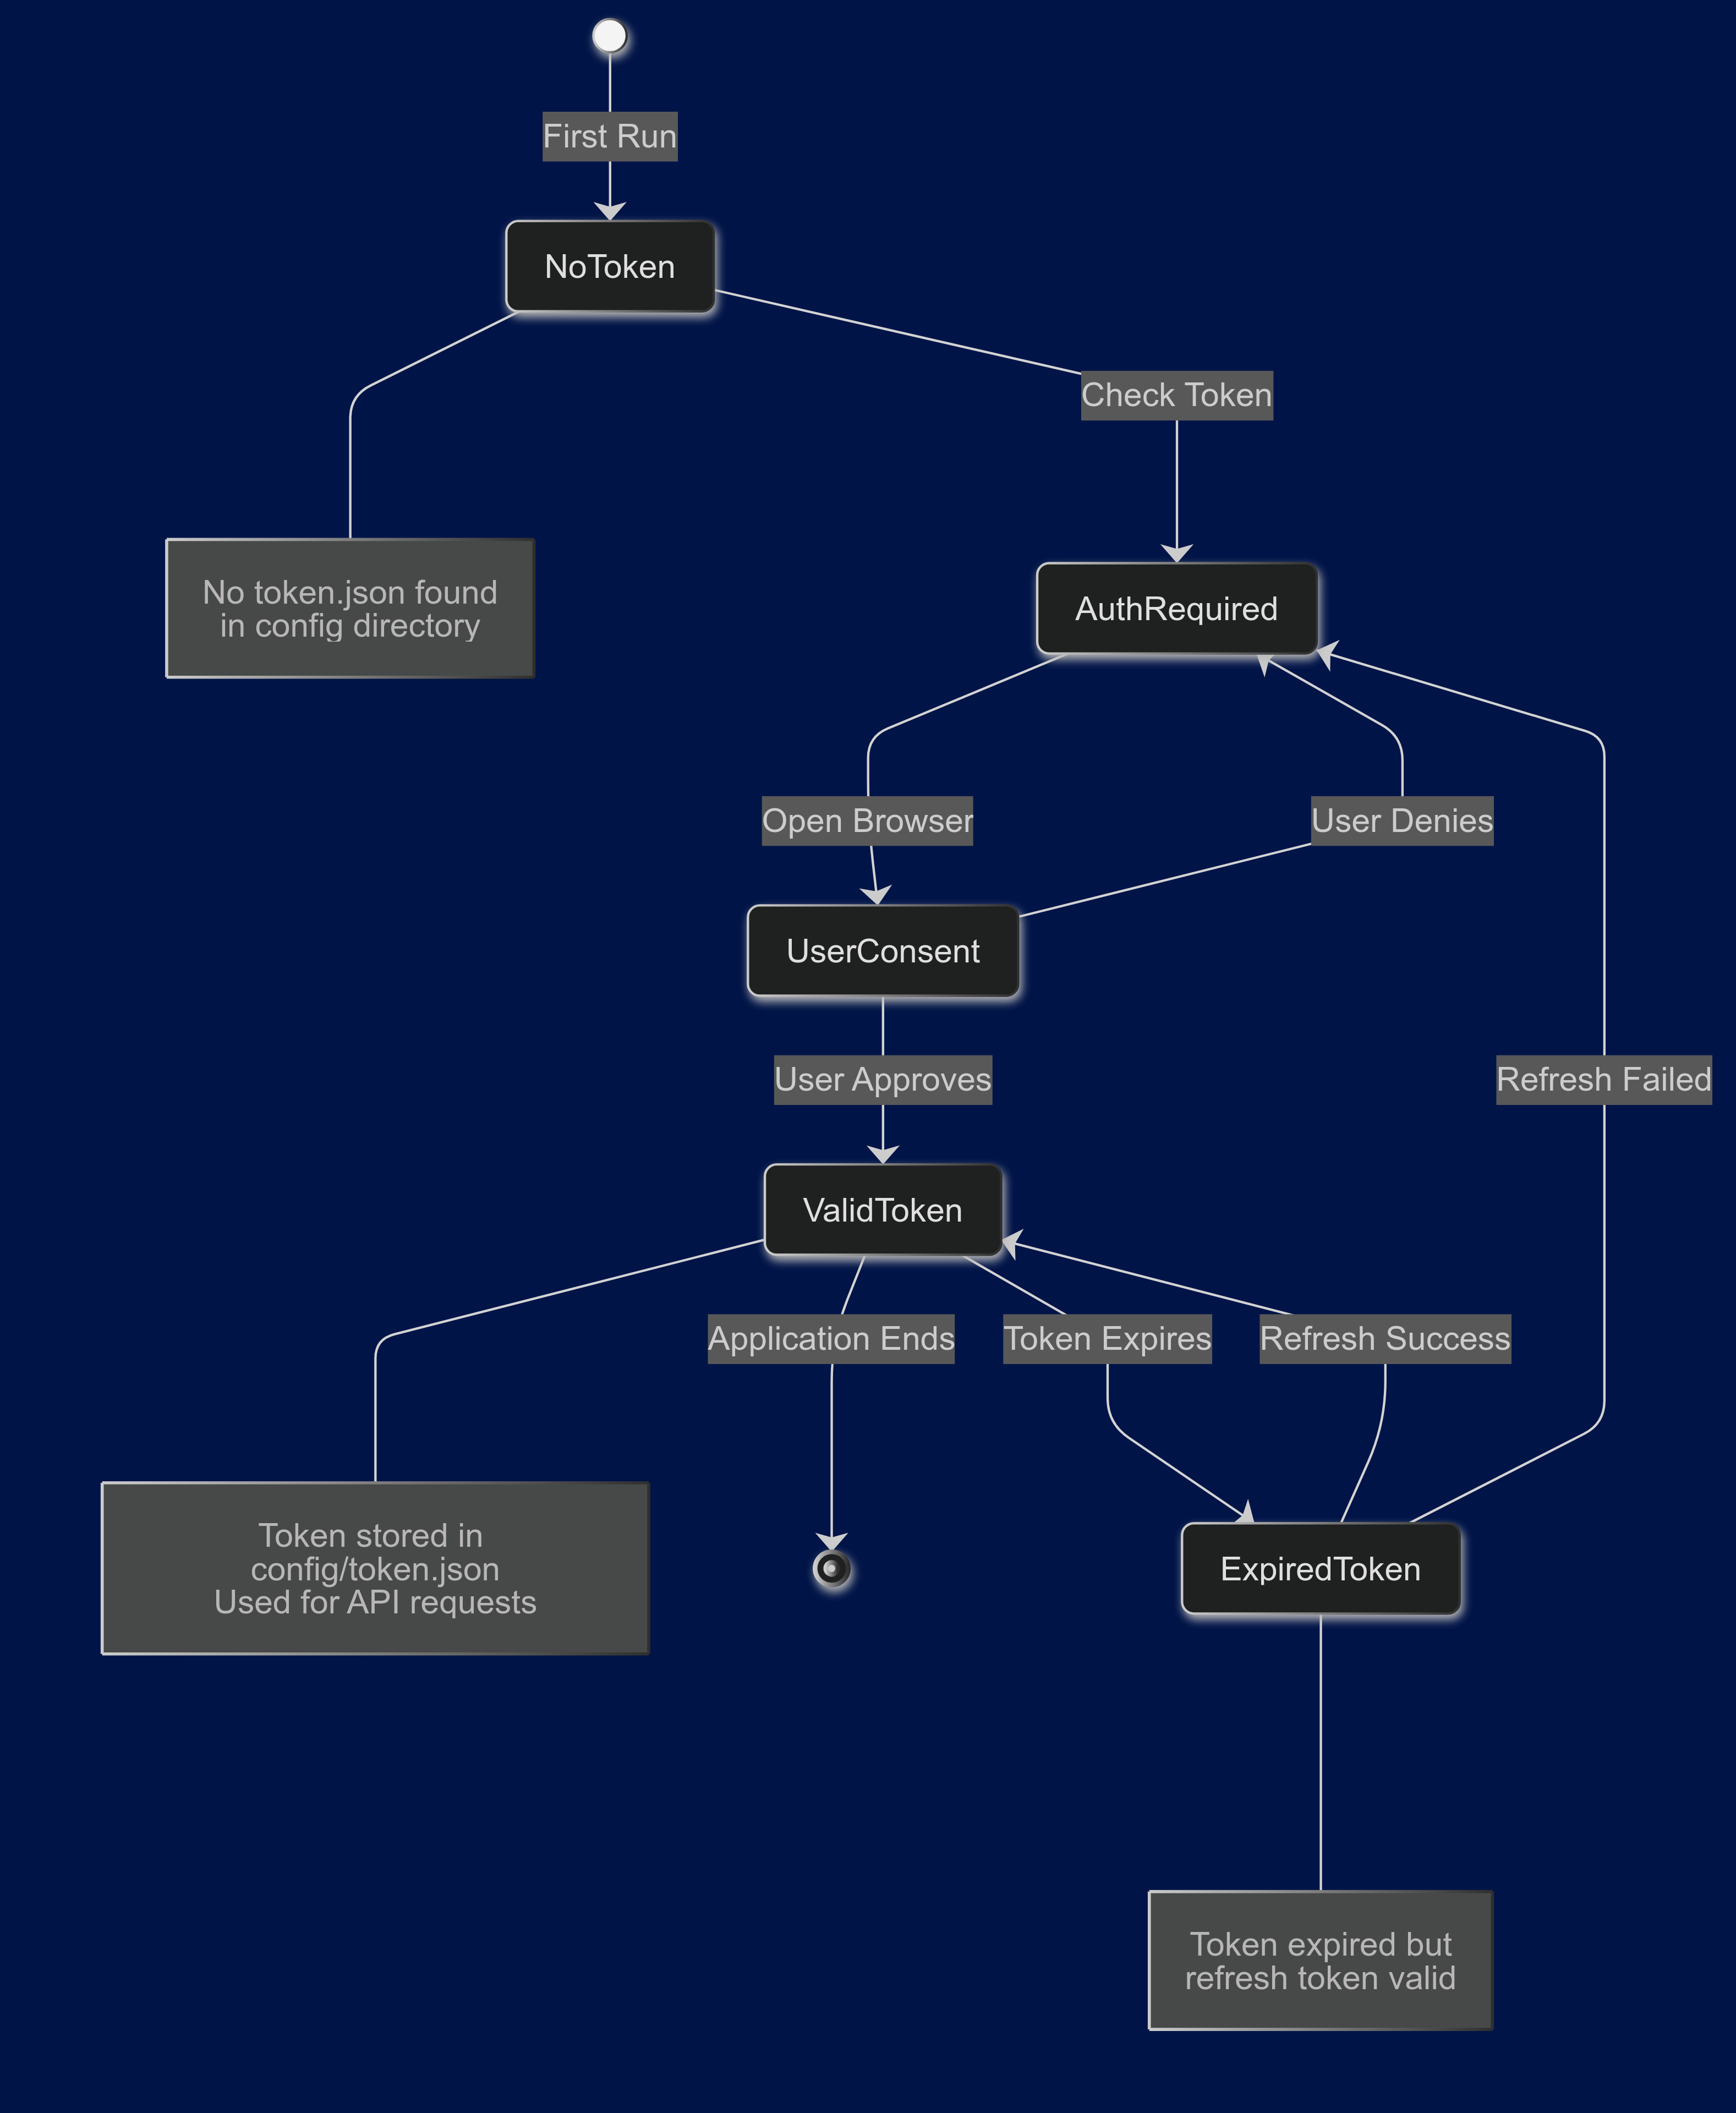 First Run
NoToken
Check Token
No token.json found
in config directory
AuthRequired
Open Browser
User Denies
UserConsent
User Approves
Refresh Failed
ValidToken
Application Ends
Token Expires
Refresh Success
Token stored in
config/token.json
Used for API requests
ExpiredToken
Token expired but
refresh token valid